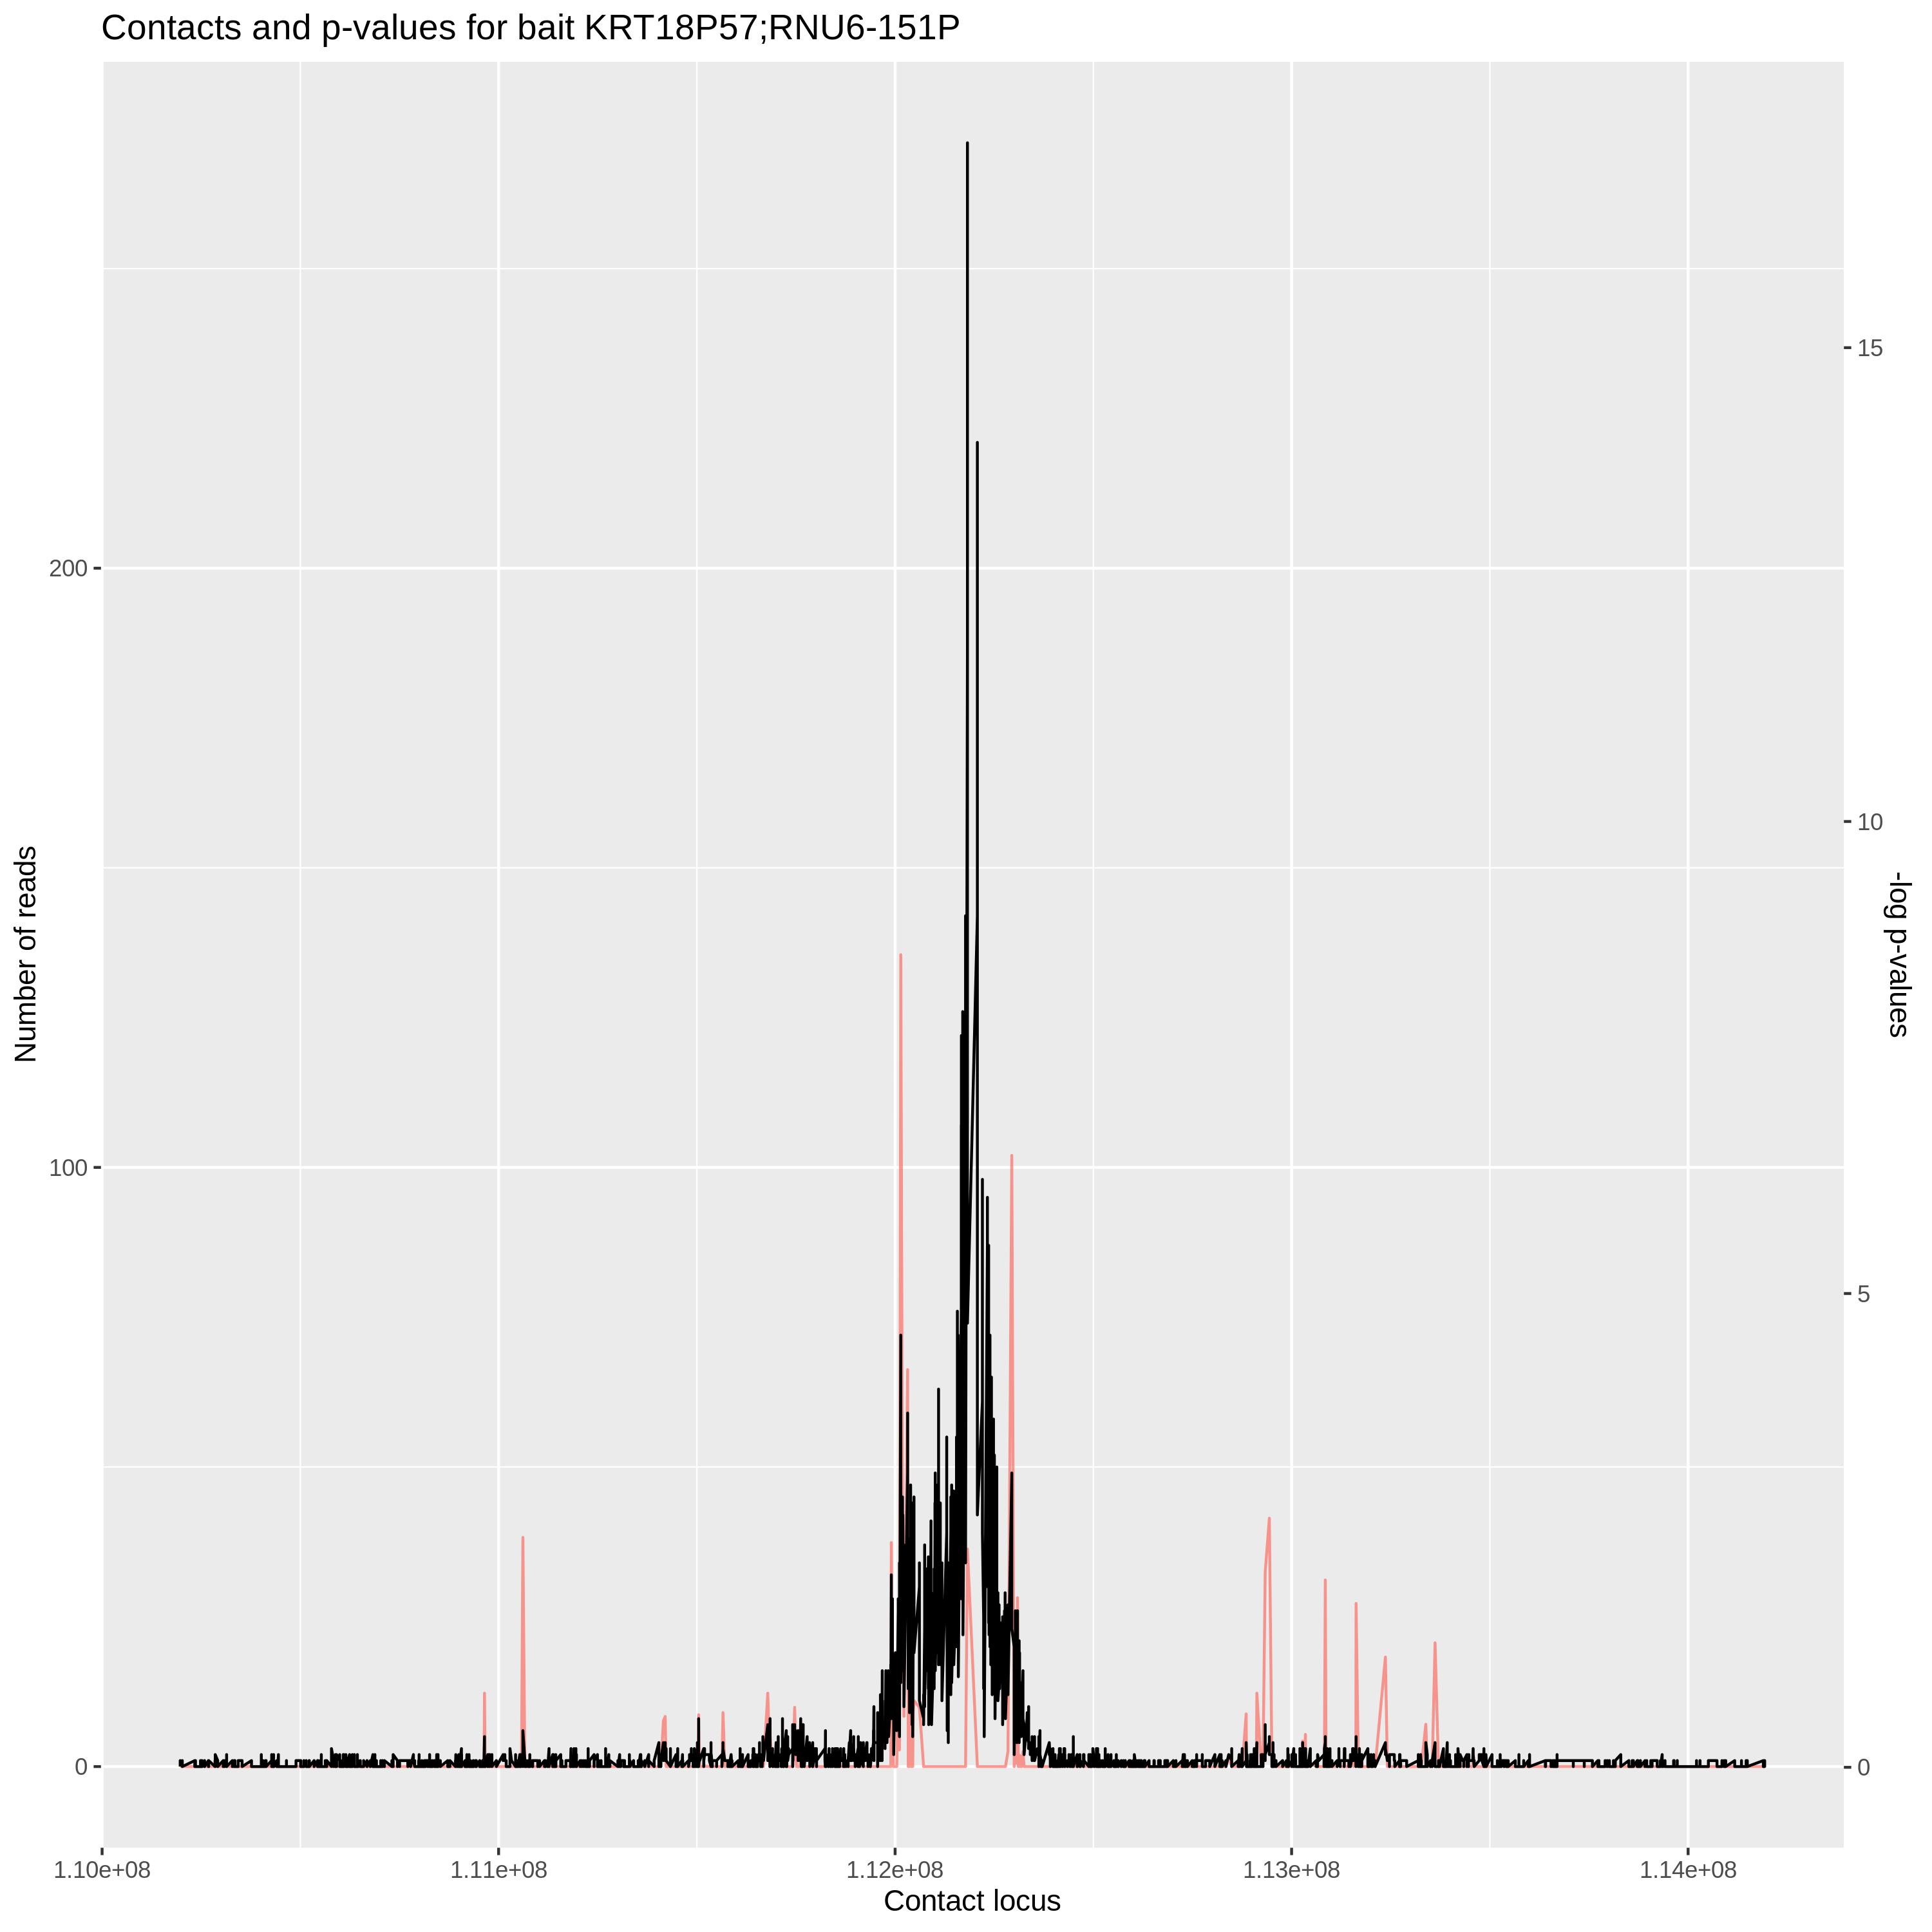 Contacts and p-values for bait KRT18P57;RNU6-151P
200
100
0
Number of reads
15
10
5
0
-log p-values
1.10e+08 1.11e+08 1.12e+08 1.13e+08 1.14e+08
Contact locus